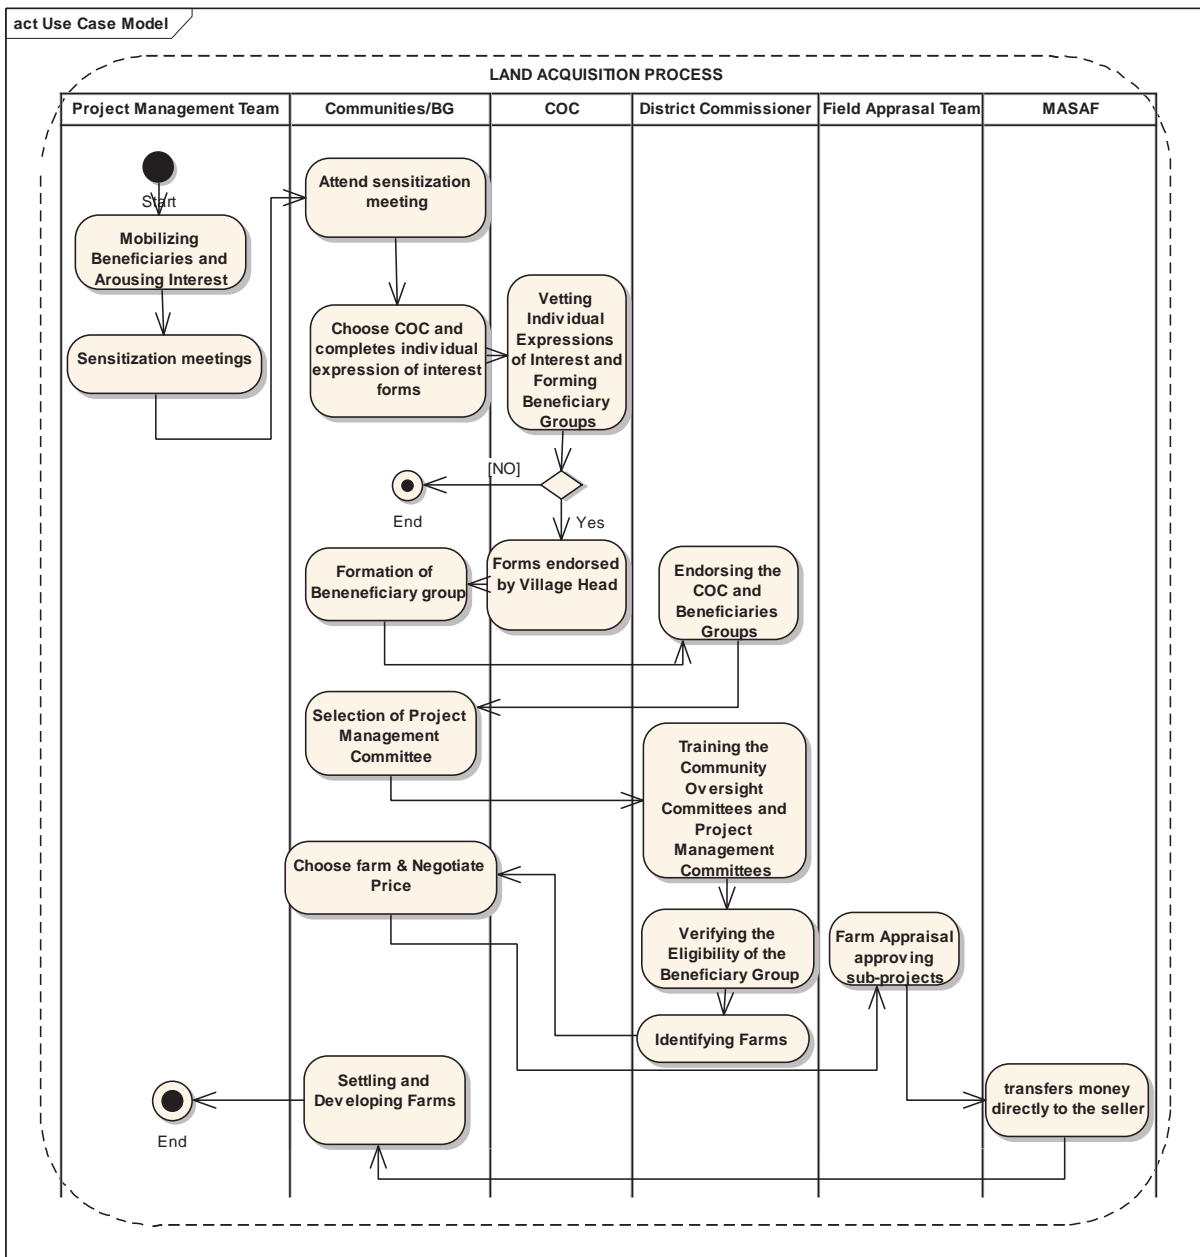 act Use Case Model
LAND ACQUISITION PROCESS
Project Management Team
Communities/BG
COC
District Commissioner
Field Apprasal Team
MASAF
Start
Mobilizing
Beneficiaries and
Arousing Interest
Sensitization meetings
Attend sensitization
meeting
Choose COC and
completes individual
expression of interest
forms
Vetting
Individual
Expressions
of Interest and
Forming
Beneficiary
Groups
[NO]
End
Yes
Forms endorsed
by Village Head
Formation of
Beneneficiary group
Endorsing the
COC and
Beneficiaries
Groups
Selection of Project
Management
Committee
Training the
Community
Oversight
Committees and
Project
Management
Committees
Verifying the
Eligibility of the
Beneficiary Group
Identifying Farms
Choose farm & Negotiate
Price
Farm Appraisal
approving
sub-projects
transfers money
directly to the seller
Settling and
Developing Farms
End